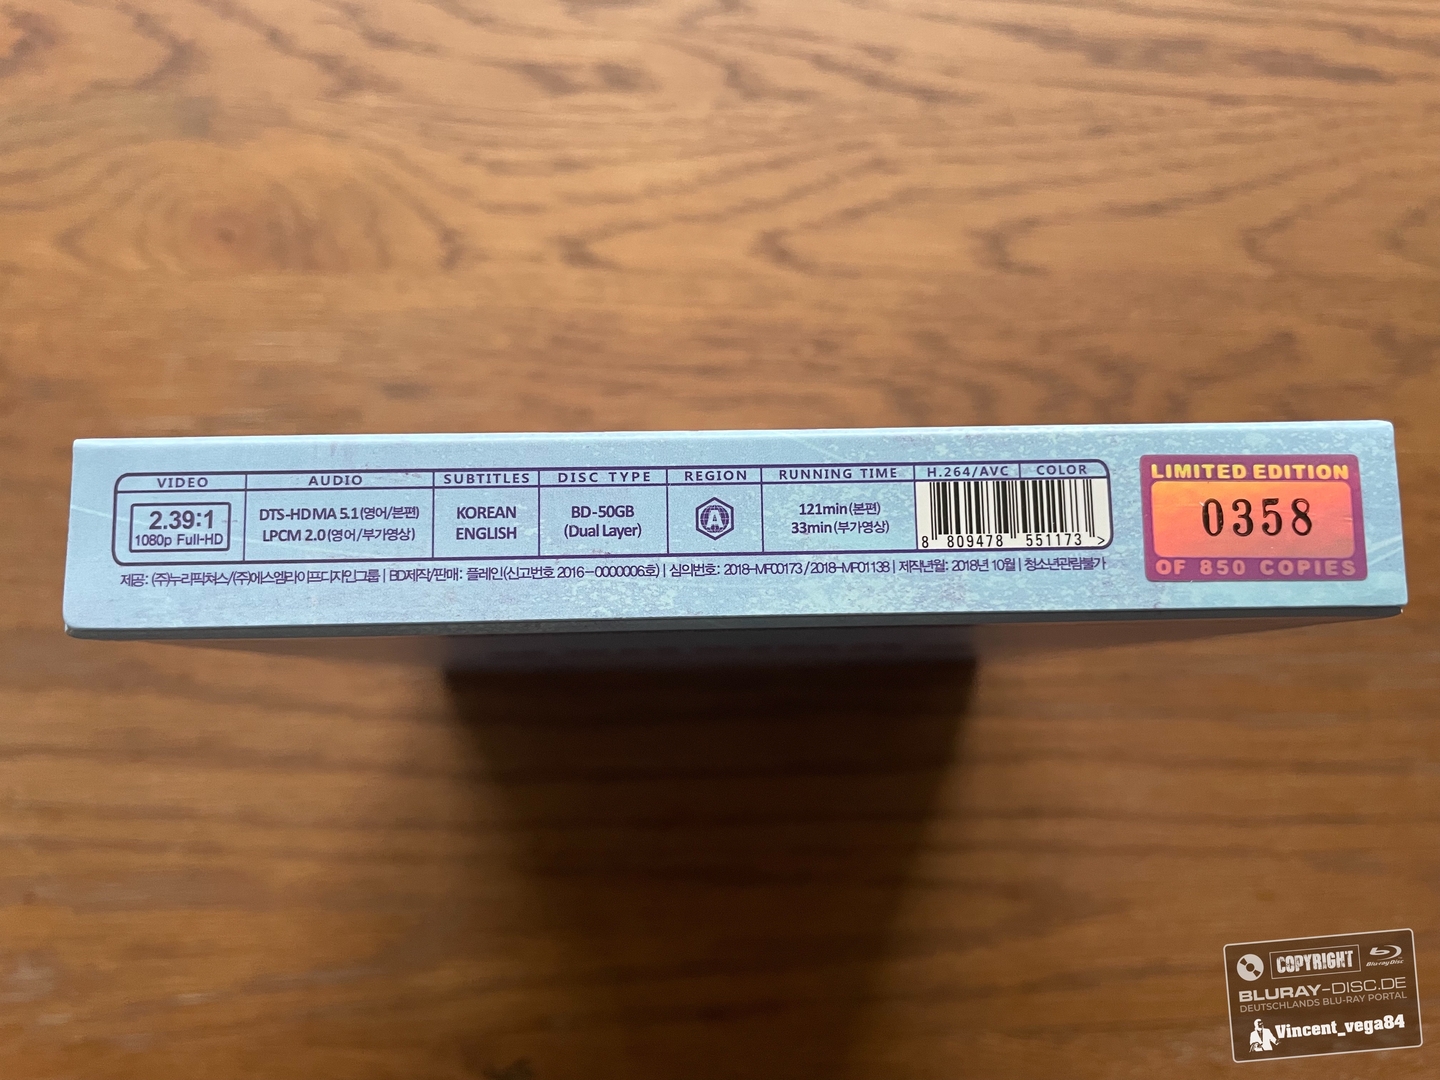 VIDEO
2.39:1
1080p Full-HD
AUDIO
DTS-HD MA 5.1 (영어/본편)
LPCM 2.0 (영어/부가영상)
SUBTITLES
KOREAN
ENGLISH
DISC TYPE
BD-50GB
(Dual Layer)
REGION
A
RUNNING TIME
121min (본편)
33min (부가영상)
H.264/AVC
COLOR
8 809478 551173 >
제공: (주)누리픽쳐스/(주)에스엠라이프디자인그룹 | BD제작/판매: 플레인(신고번호 2016-0000006호) | 심의번호: 2018-MF00173 / 2018-MF01138 | 제작년월: 2018년 10월 | 청소년관람불가
LIMITED EDITION
0358
OF 850 COPIES
COPYRIGHT
Blu-ray Disc
BLURAY-DISC.DE
DEUTSCHLANDS BLU-RAY PORTAL
Vincent_vega84